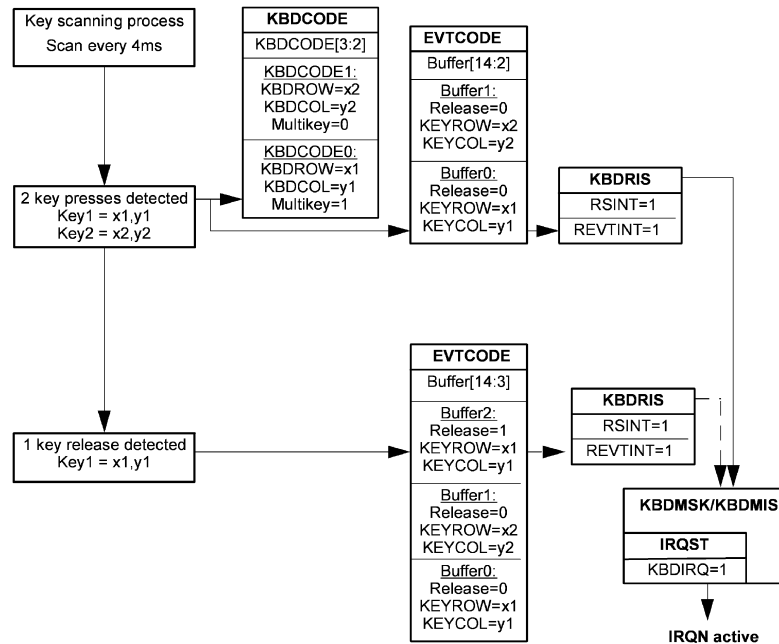 Key scanning process
Scan every 4ms
KBDCODE
KBDCODE[3:2]
KBDCODE1:
KBDROW=x2
KBDCOL=y2
Multikey=0
KBDCODE0:
KBDROW=x1
KBDCOL=y1
Multikey=1
EVTCODE
Buffer[14:2]
Buffer1:
Release=0
KEYROW=x2
KEYCOL=y2
Buffer0:
Release=0
KEYROW=x1
KEYCOL=y1
2 key presses detected
Key1 = x1,y1
Key2 = x2,y2
KBDRIS
RSINT=1
REVTINT=1
EVTCODE
Buffer[14:3]
Buffer2:
Release=1
KEYROW=x1
KEYCOL=y1
Buffer1:
Release=0
KEYROW=x2
KEYCOL=y2
Buffer0:
Release=0
KEYROW=x1
KEYCOL=y1
1 key release detected
Key1 = x1,y1
KBDRIS
RSINT=1
REVTINT=1
KBDMSK/KBDMIS
IRQST
KBDIRQ=1
IRQN active